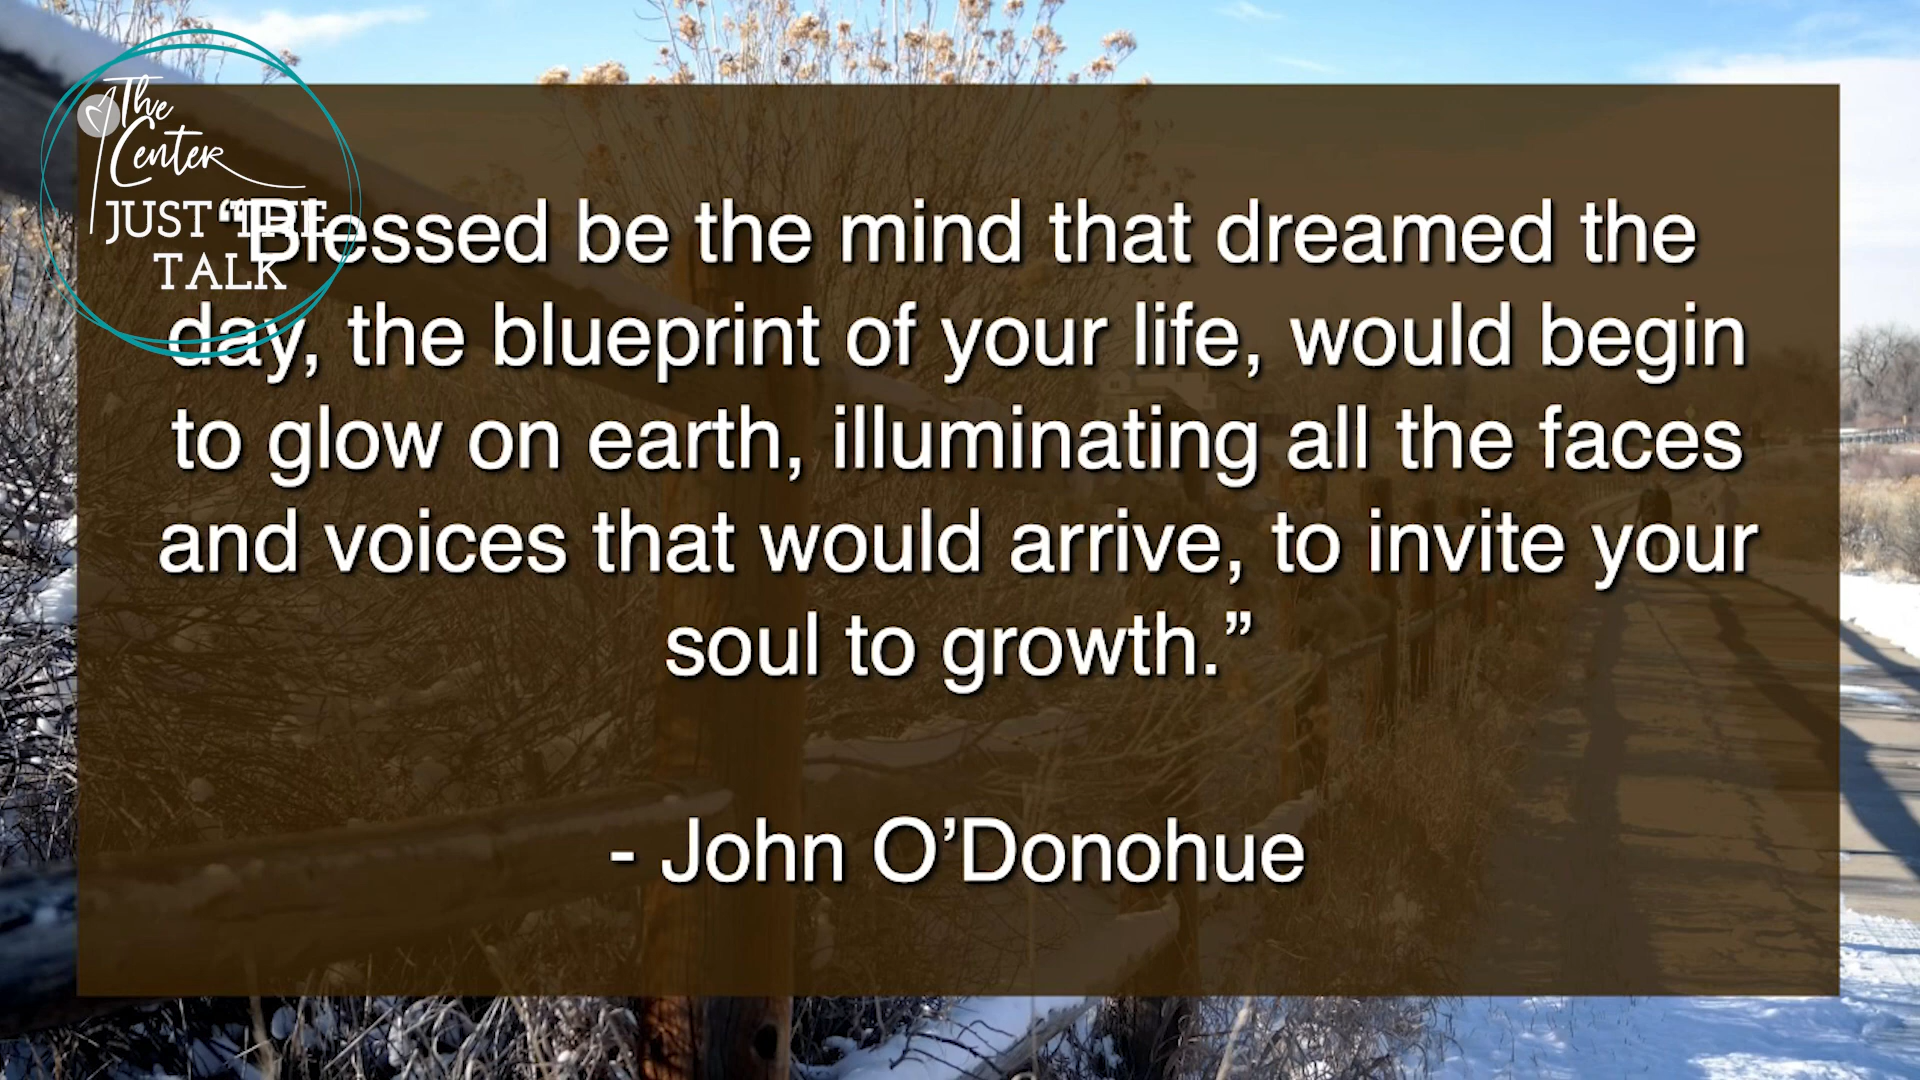 The
Center
JUST THE
TALK
“Blessed be the mind that dreamed the
day, the blueprint of your life, would begin
to glow on earth, illuminating all the faces
and voices that would arrive, to invite your
soul to growth.”
- John O’Donohue